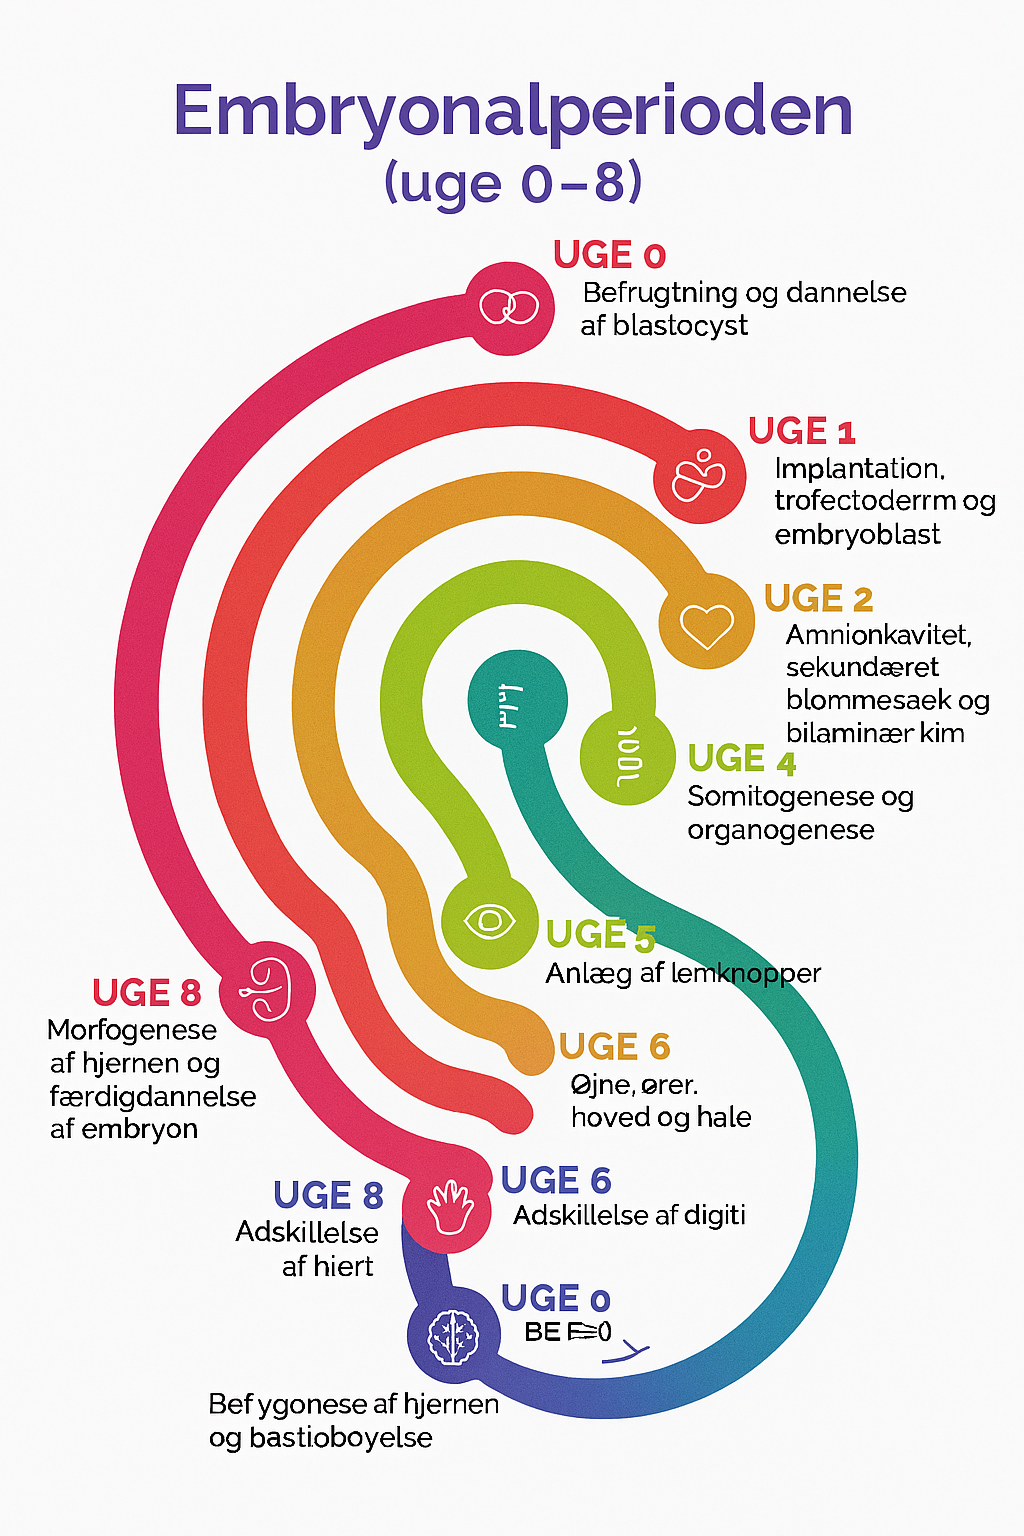 Embryonalperioden
(uge 0–8)
UGE 0
Befrugtning og dannelse
af blastocyst
UGE 1
Implantation,
trofectoderrm og
embryoblast
UGE 2
Amnionkavitet,
sekundæret
blommesaek og
bilaminær kim
UGE 4
Somitogenese og
organogenese
UGE 5
Anlæg af lemknopper
UGE 8
Morfogenese
af hjernen og
færdigdannelse
af embryon
UGE 6
Øjne, ører.
hoved og hale
UGE 6
Adskillelse af digiti
UGE 8
Adskillelse
af hiert
UGE 0
Bef ygonese af hjernen
og bastioboyelse